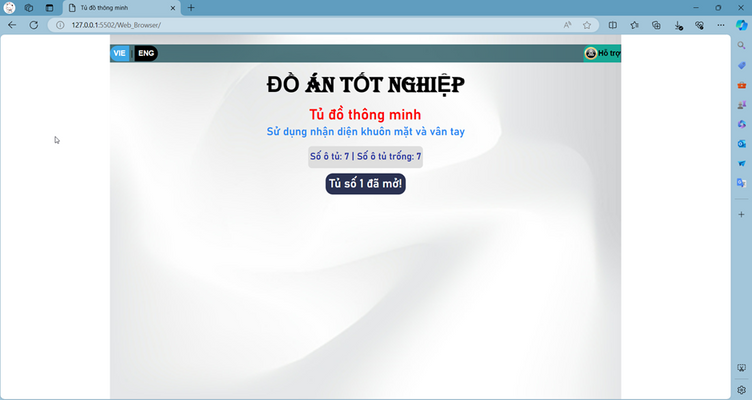 Tủ đồ thông minh
127.0.0.1:5502/Web_Browser/
VIE ENG Hỗ trợ
ĐỒ ÁN TỐT NGHIỆP
Tủ đồ thông minh
Sử dụng nhận diện khuôn mặt và vân tay
Số ô tủ: 7 | Số ô tủ trống: 7
Tủ số 1 đã mở!